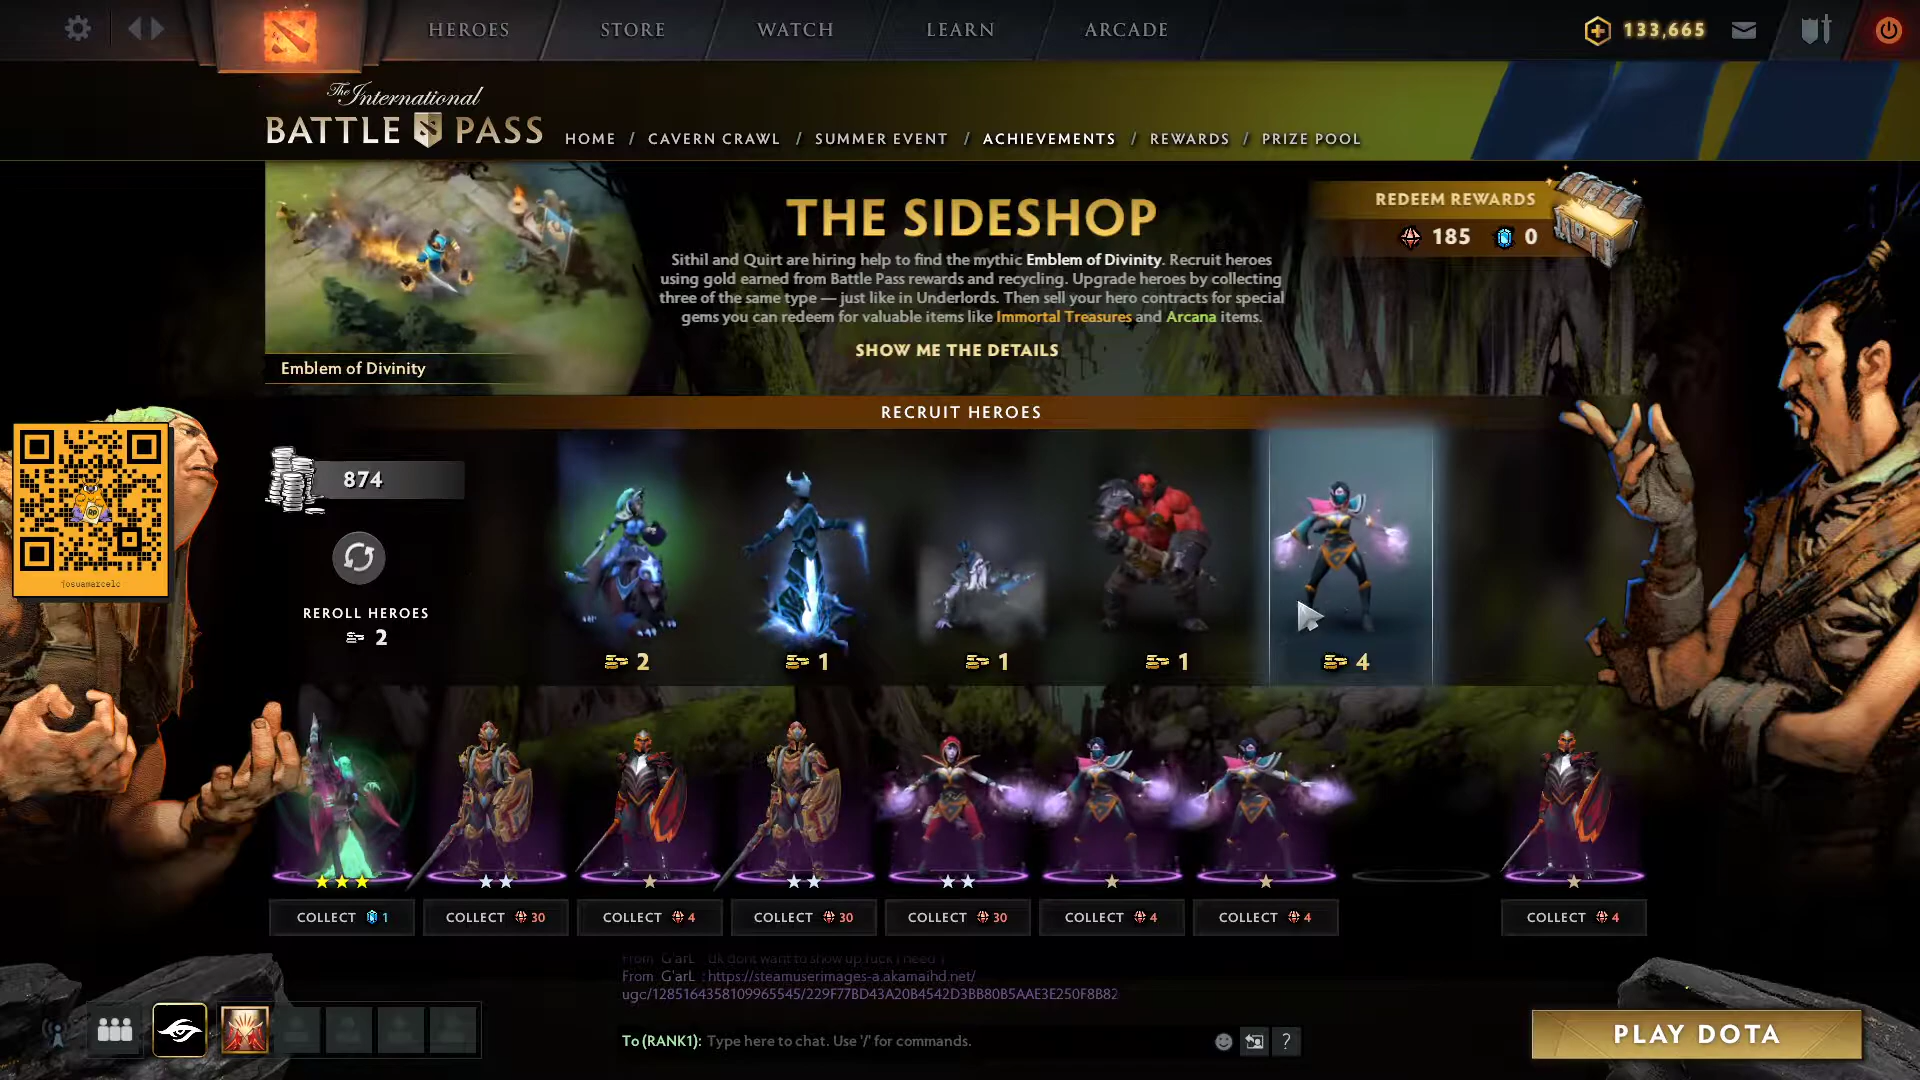 HEROES
STORE
WATCH
LEARN
ARCADE
133,665
The International
BATTLE PASS
HOME / CAVERN CRAWL / SUMMER EVENT / ACHIEVEMENTS / REWARDS / PRIZE POOL
THE SIDESHOP
Sithil and Quirt are hiring help to find the mythic Emblem of Divinity. Recruit heroes
using gold earned from Battle Pass rewards and recycling. Upgrade heroes by collecting
three of the same type — just like in Underlords. Then sell your hero contracts for special
gems you can redeem for valuable items like Immortal Treasures and Arcana items.
SHOW ME THE DETAILS
REDEEM REWARDS
185 0
Emblem of Divinity
RECRUIT HEROES
874
REROLL HEROES
2
2
1
1
1
4
RP
josuamarcelc
COLLECT 1
COLLECT 30
COLLECT 4
COLLECT 30
COLLECT 30
COLLECT 4
COLLECT 4
COLLECT 4
From G'arL :
From G'arL : https://steamuserimages-a.akamaihd.net/
ugc/1285164358109965545/229F77BD43A20B4542D3BB80B5AAE3E250F8B82
To (RANK1): Type here to chat. Use '/' for commands.
?
PLAY DOTA